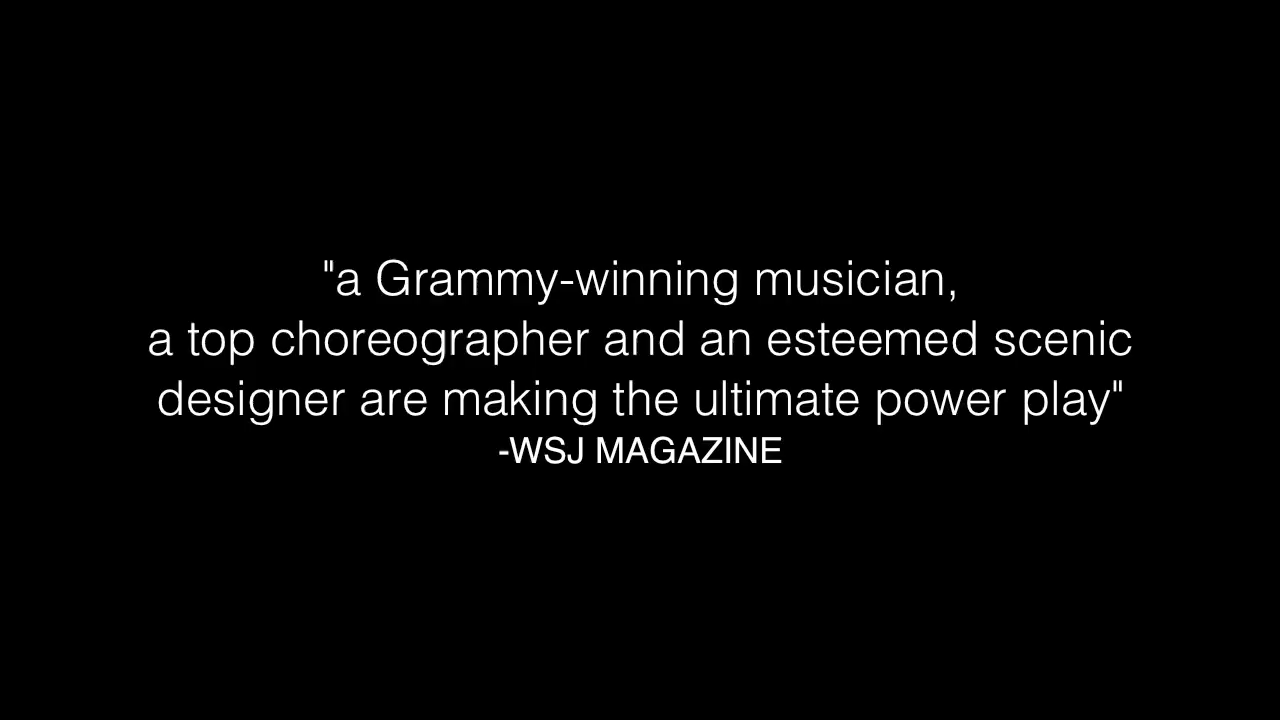 "a Grammy-winning musician,
a top choreographer and an esteemed scenic
designer are making the ultimate power play"
-WSJ MAGAZINE